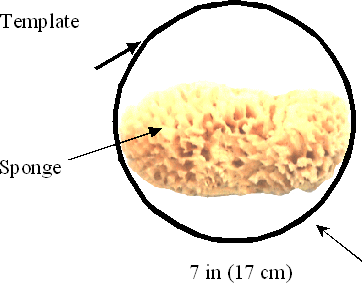 Template
Sponge
7 in (17 cm)